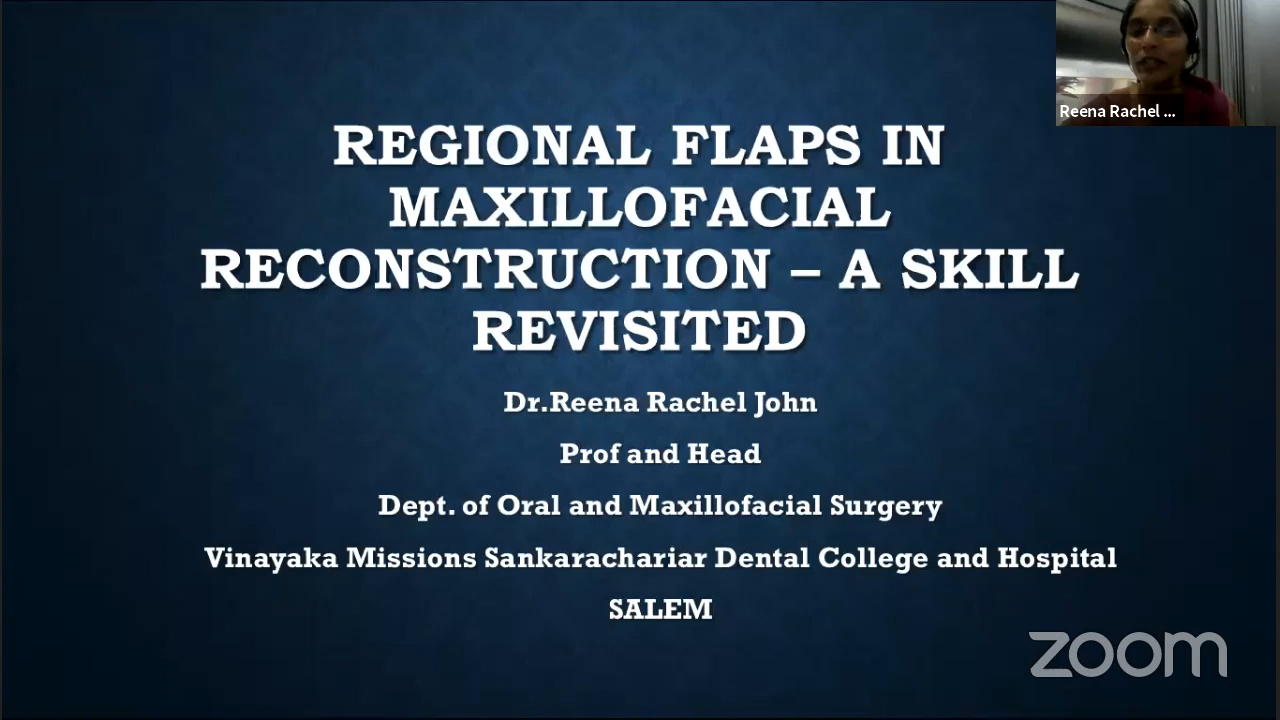 Reena Rachel ...
REGIONAL FLAPS IN
MAXILLOFACIAL
RECONSTRUCTION – A SKILL
REVISITED
Dr.Reena Rachel John
Prof and Head
Dept. of Oral and Maxillofacial Surgery
Vinayaka Missions Sankarachariar Dental College and Hospital
SALEM
zoom